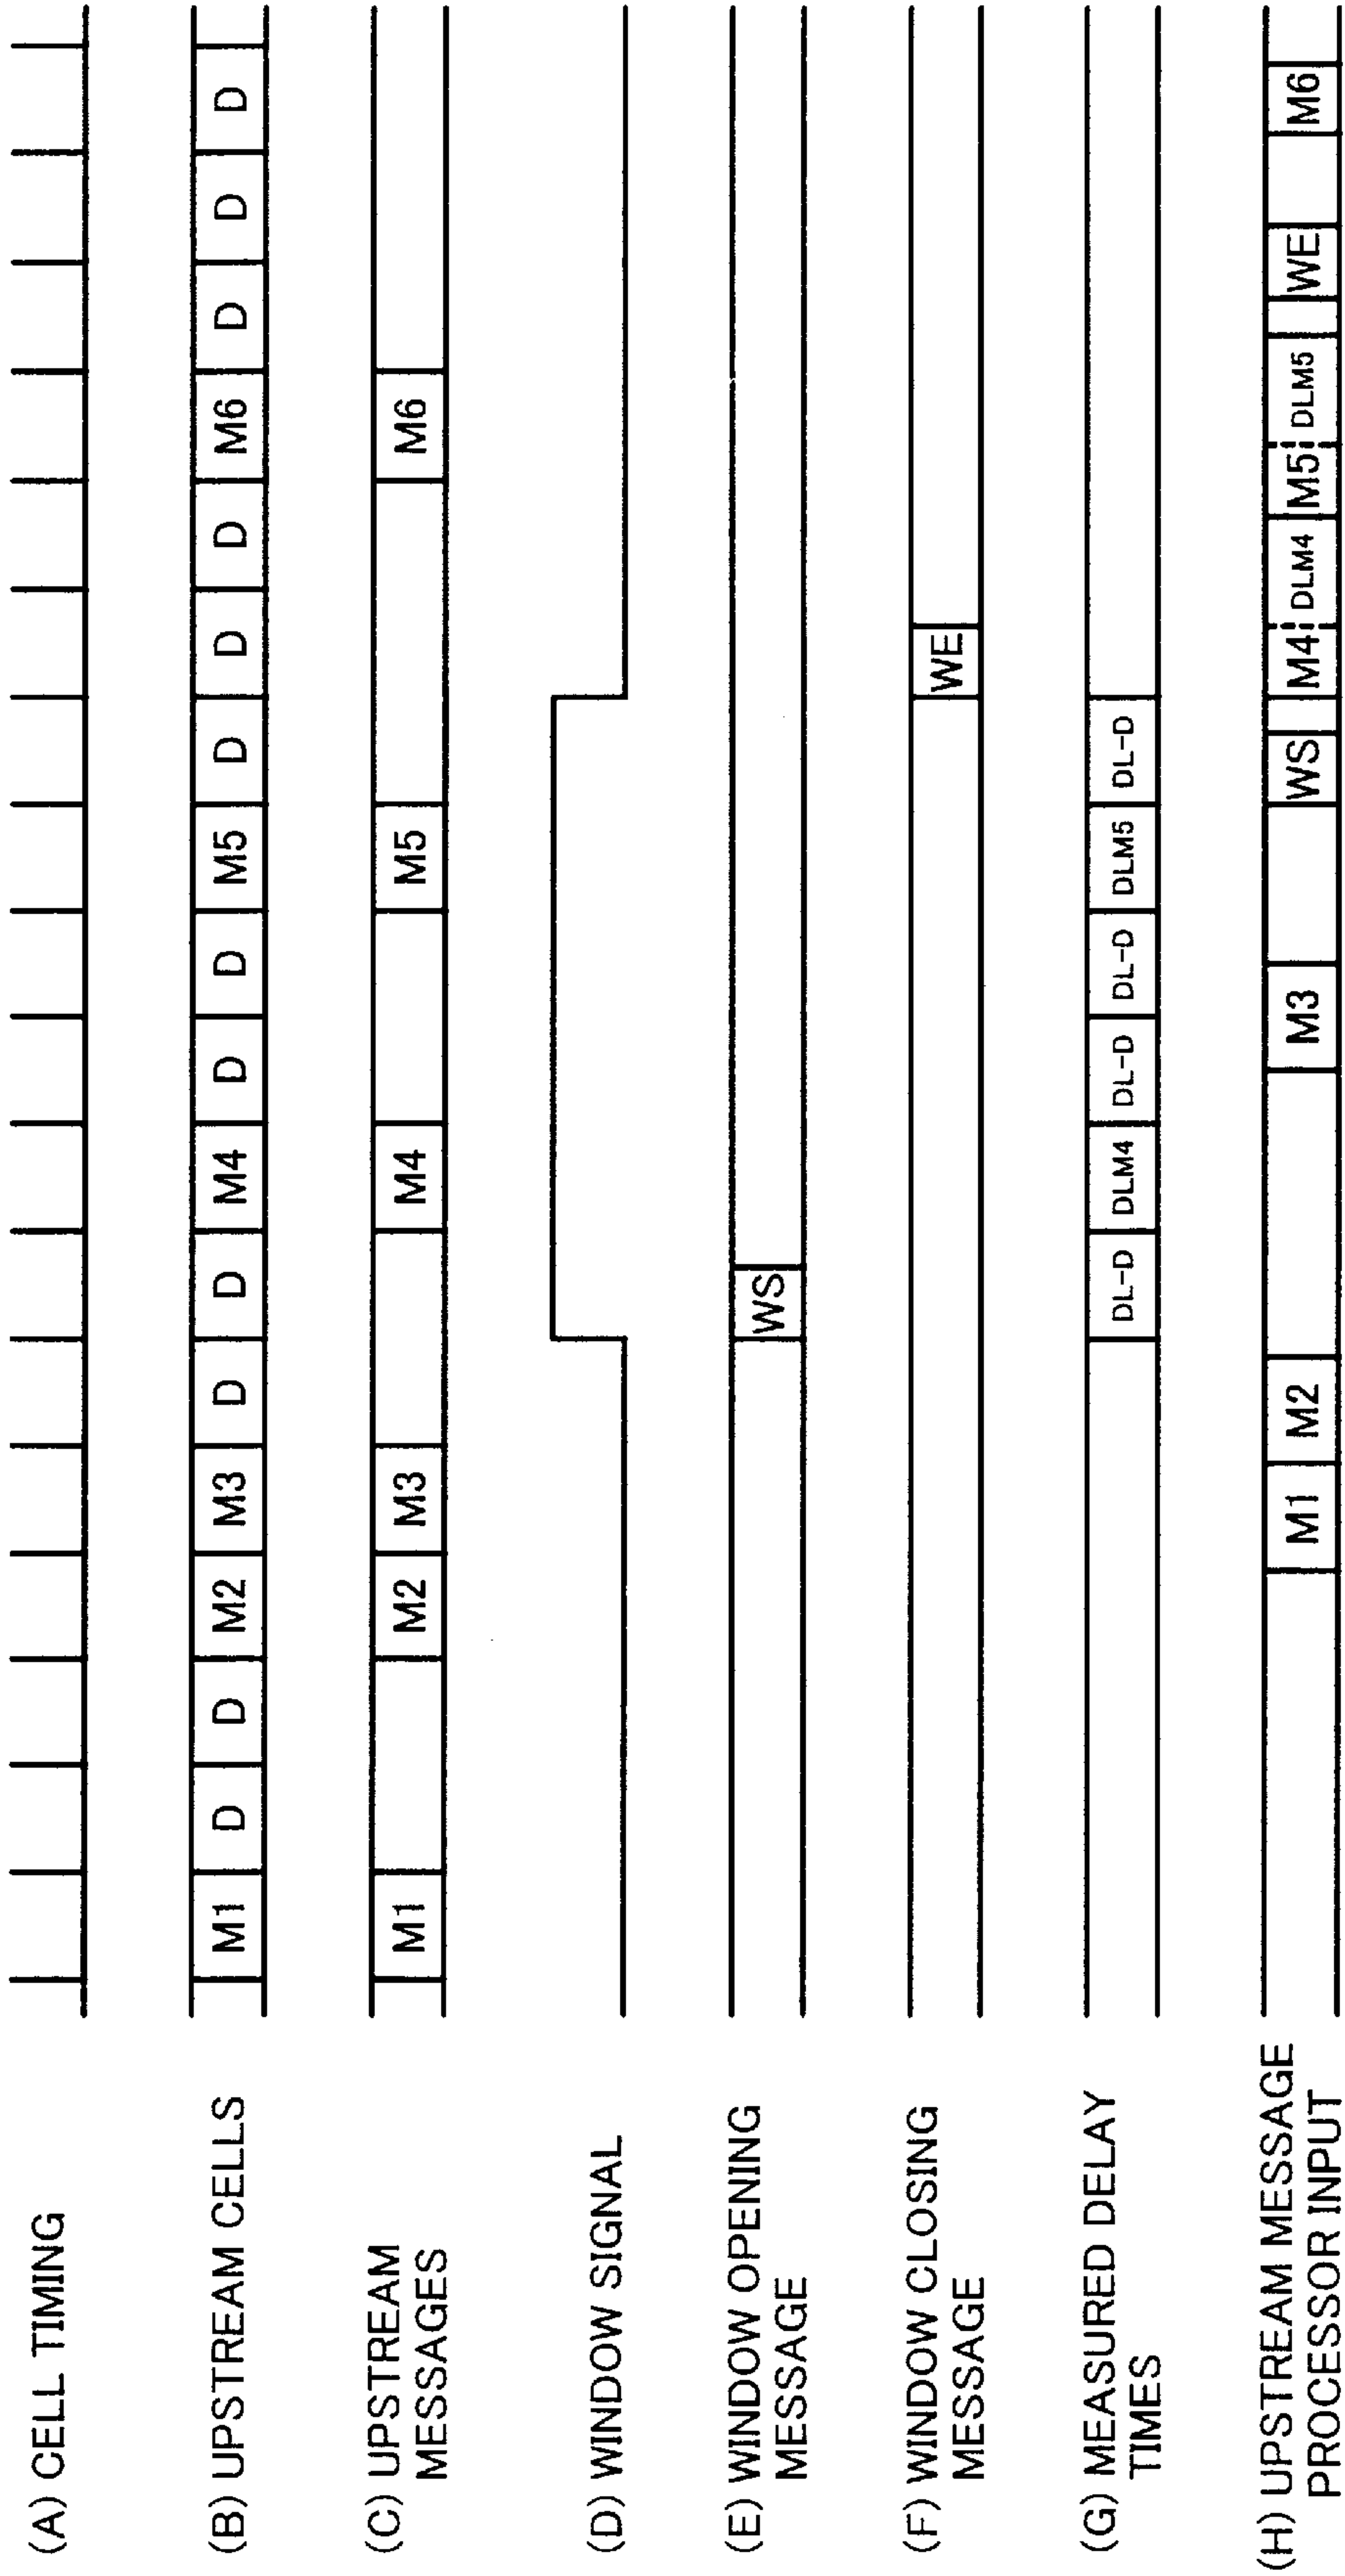 (A) CELL TIMING
(B) UPSTREAM CELLS
M1 D D M2 M3 D D M4 D D M5 D D D M6 D D D
(C) UPSTREAM
MESSAGES
M1 M2 M3 M4 M5 M6
(D) WINDOW SIGNAL
(E) WINDOW OPENING
MESSAGE
WS
(F) WINDOW CLOSING
MESSAGE
WE
(G) MEASURED DELAY
TIMES
DL-D DLM4 DL-D DL-D DLM5 DL-D
(H) UPSTREAM MESSAGE
PROCESSOR INPUT
M1 M2 M3 WS M4 DLM4 M5 DLM5 WE M6